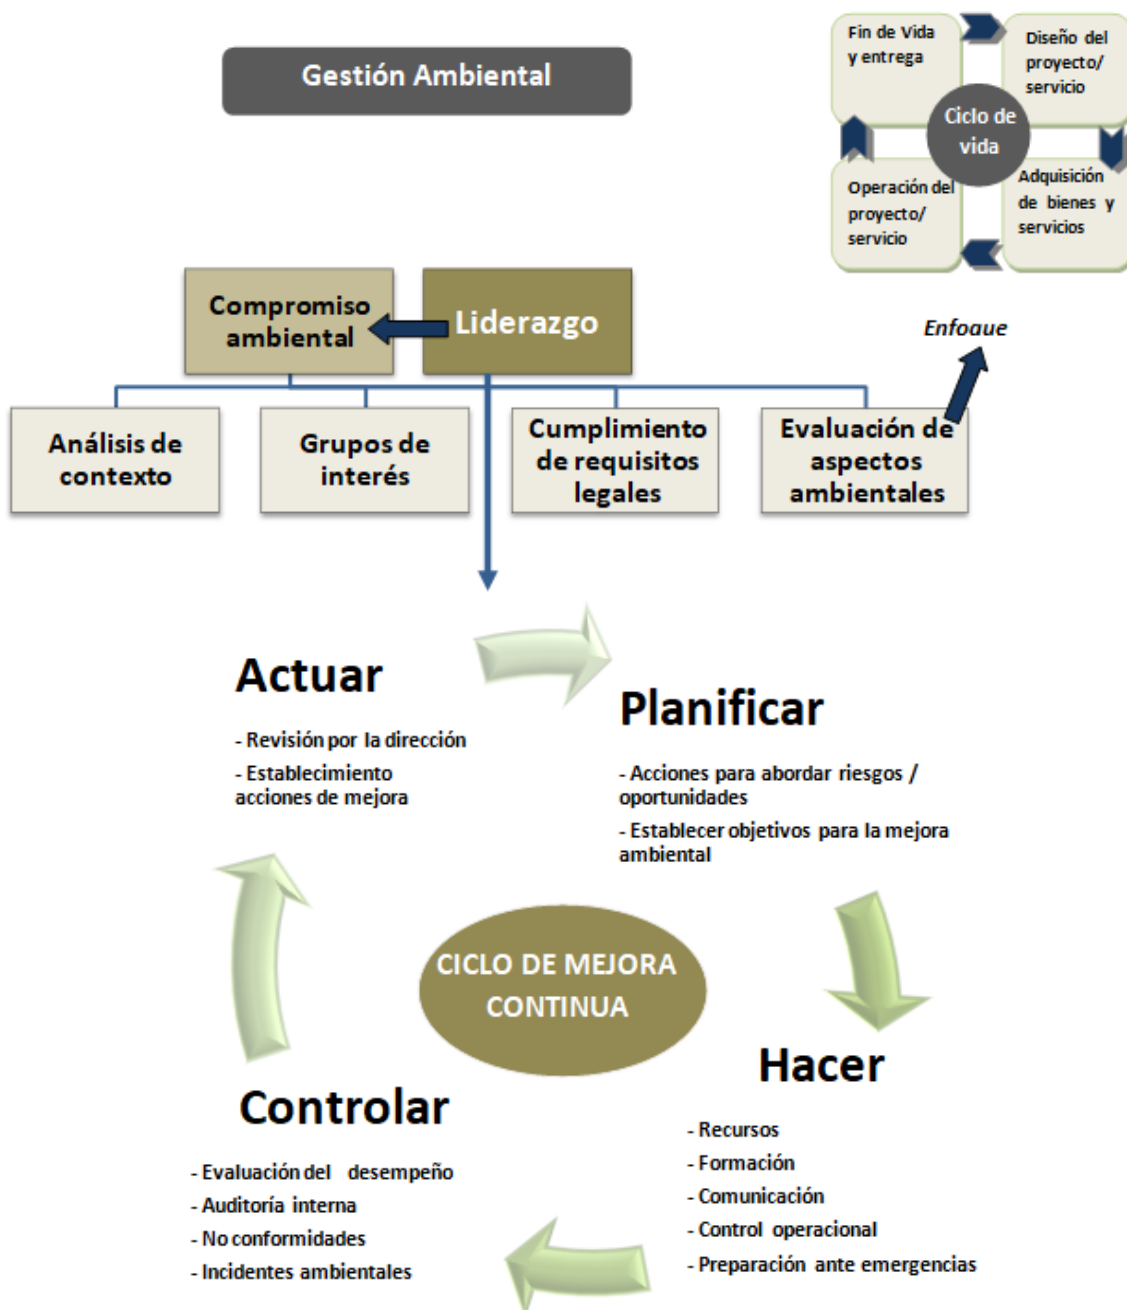 Gestión Ambiental
Fin de Vida
y entrega
Diseño del
proyecto/
servicio
Ciclo de
vida
Operación del
proyecto/
servicio
Adquisición
de bienes y
servicios
Compromiso
ambiental
Liderazgo
Enfoque
Análisis de
contexto
Grupos de
interés
Cumplimiento
de requisitos
legales
Evaluación de
aspectos
ambientales
Actuar
- Revisión por la dirección
- Establecimiento
acciones de mejora
Planificar
- Acciones para abordar riesgos /
oportunidades
- Establecer objetivos para la mejora
ambiental
CICLO DE MEJORA
CONTINUA
Hacer
- Recursos
- Formación
- Comunicación
- Control operacional
- Preparación ante emergencias
Controlar
- Evaluación del desempeño
- Auditoría interna
- No conformidades
- Incidentes ambientales